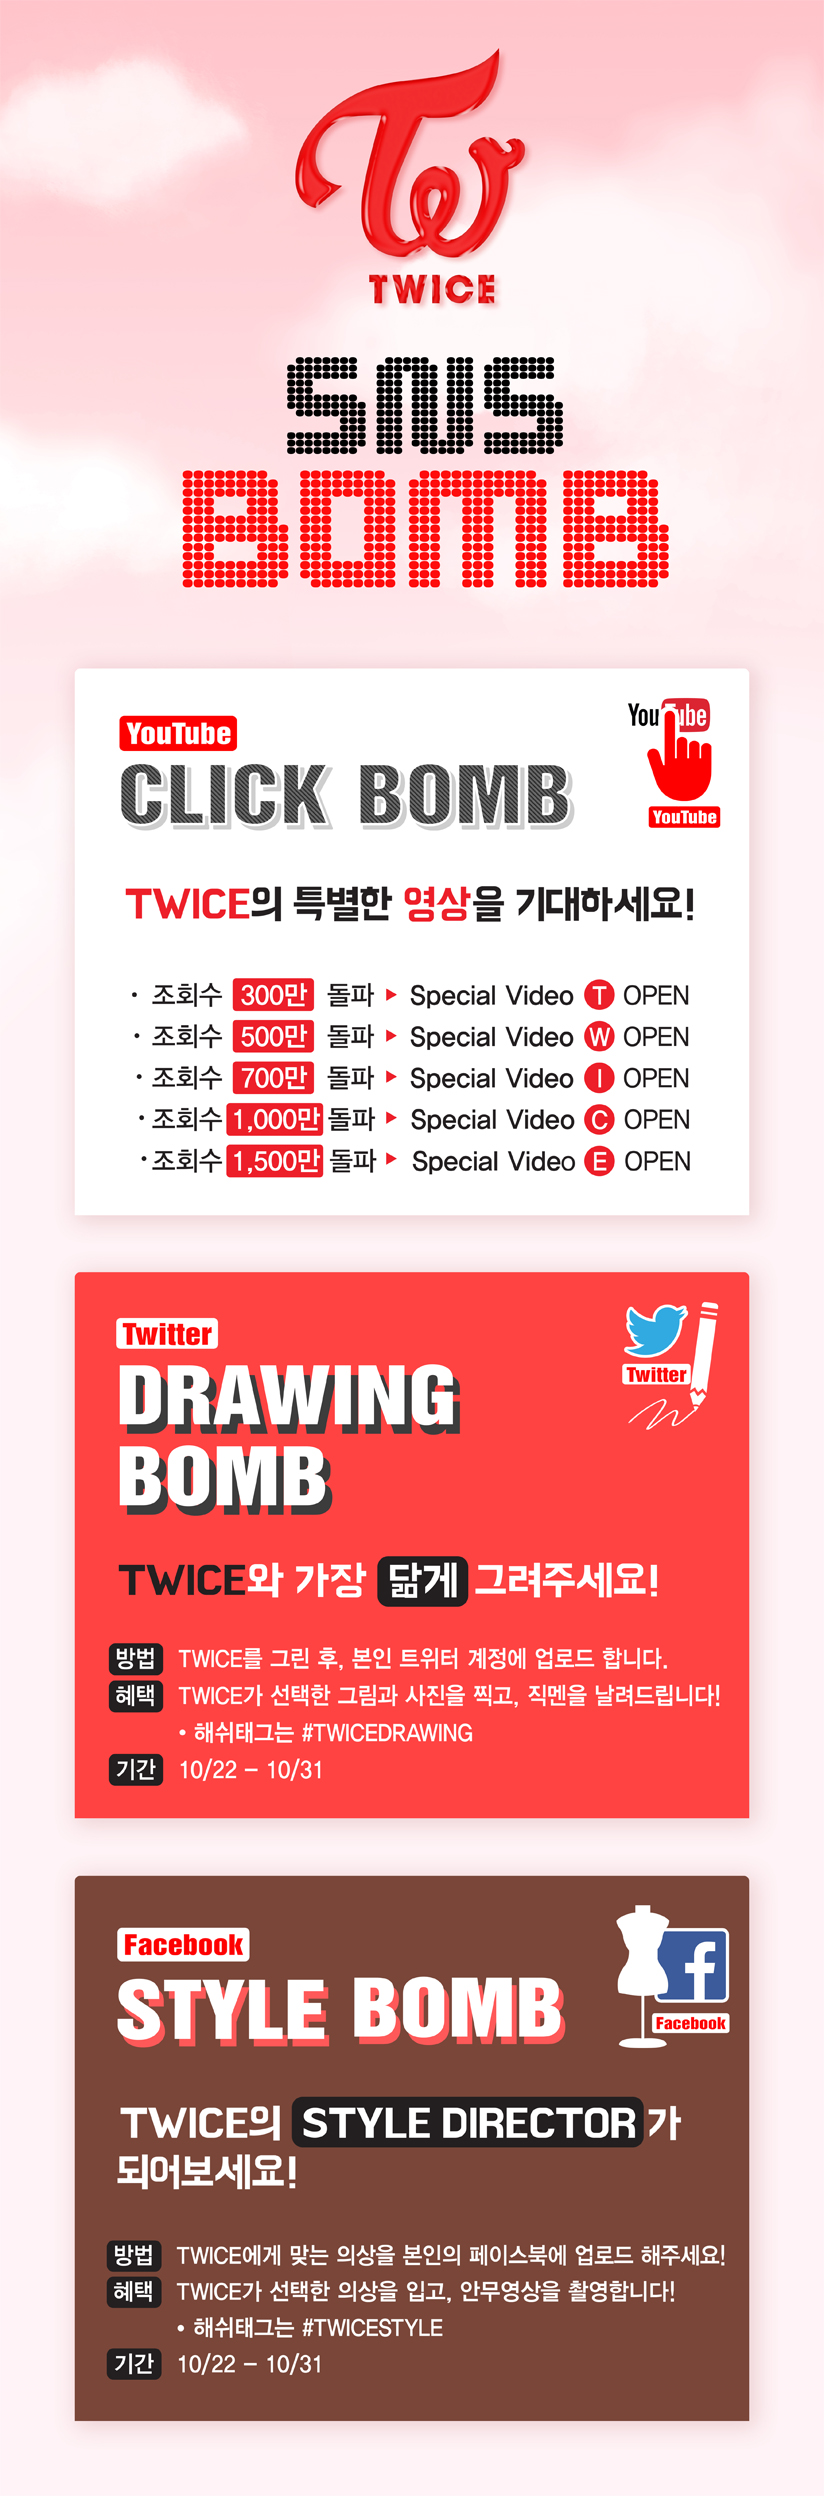 TW
TWICE
SNS
BOMB
YouTube
CLICK BOMB
YouTube
YouTube
TWICE의 특별한 영상을 기대하세요!
· 조회수 300만 돌파 ▶ Special Video T OPEN
· 조회수 500만 돌파 ▶ Special Video W OPEN
· 조회수 700만 돌파 ▶ Special Video I OPEN
· 조회수 1,000만 돌파 ▶ Special Video C OPEN
· 조회수 1,500만 돌파 ▶ Special Video E OPEN
Twitter
DRAWING
BOMB
Twitter
TWICE와 가장 닮게 그려주세요!
방법 TWICE를 그린 후, 본인 트위터 계정에 업로드 합니다.
혜택 TWICE가 선택한 그림과 사진을 찍고, 직멘을 날려드립니다!
• 해쉬태그는 #TWICEDRAWING
기간 10/22 - 10/31
Facebook
STYLE BOMB
f
Facebook
TWICE의 STYLE DIRECTOR가
되어보세요!
방법 TWICE에게 맞는 의상을 본인의 페이스북에 업로드 해주세요!
혜택 TWICE가 선택한 의상을 입고, 안무영상을 촬영합니다!
• 해쉬태그는 #TWICESTYLE
기간 10/22 - 10/31